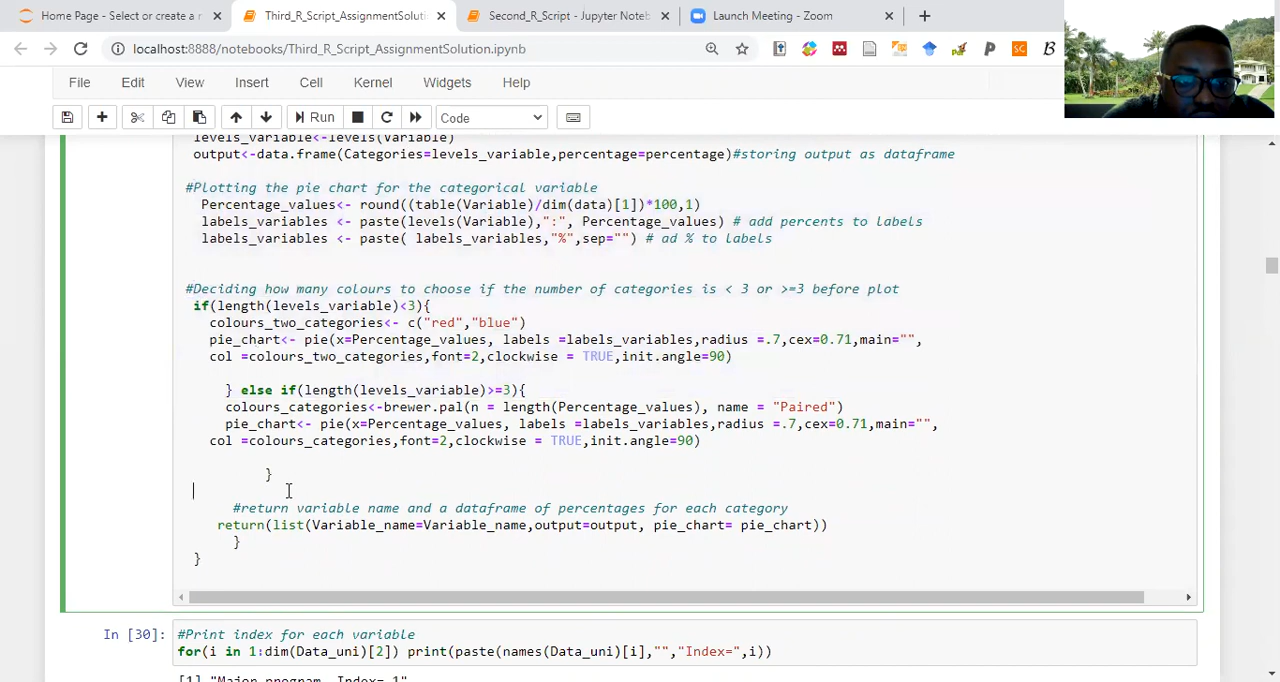 Home Page - Select or create a n
Third_R_Script_AssignmentSolutio
Second_R_Script - Jupyter Noteb
Launch Meeting - Zoom
localhost:8888/notebooks/Third_R_Script_AssignmentSolution.ipynb
File Edit View Insert Cell Kernel Widgets Help
Run Code
levels_variable<-levels(Variable)
output<-data.frame(Categories=levels_variable,percentage=percentage)#storing output as dataframe
#Plotting the pie chart for the categorical variable
Percentage_values<- round((table(Variable)/dim(data)[1])*100,1)
labels_variables <- paste(levels(Variable),":", Percentage_values) # add percents to labels
labels_variables <- paste( labels_variables,"%",sep="") # ad % to labels
#Deciding how many colours to choose if the number of categories is < 3 or >=3 before plot
if(length(levels_variable)<3){
colours_two_categories<- c("red","blue")
pie_chart<- pie(x=Percentage_values, labels =labels_variables,radius =.7,cex=0.71,main="",
col =colours_two_categories,font=2,clockwise = TRUE,init.angle=90)
} else if(length(levels_variable)>=3){
colours_categories<-brewer.pal(n = length(Percentage_values), name = "Paired")
pie_chart<- pie(x=Percentage_values, labels =labels_variables,radius =.7,cex=0.71,main="",
col =colours_categories,font=2,clockwise = TRUE,init.angle=90)
}
#return variable name and a dataframe of percentages for each category
return(list(Variable_name=Variable_name,output=output, pie_chart= pie_chart))
}
}
In [30]:
#Print index for each variable
for(i in 1:dim(Data_uni)[2]) print(paste(names(Data_uni)[i],"","Index=",i))
[1] "Major program  Index= 1"